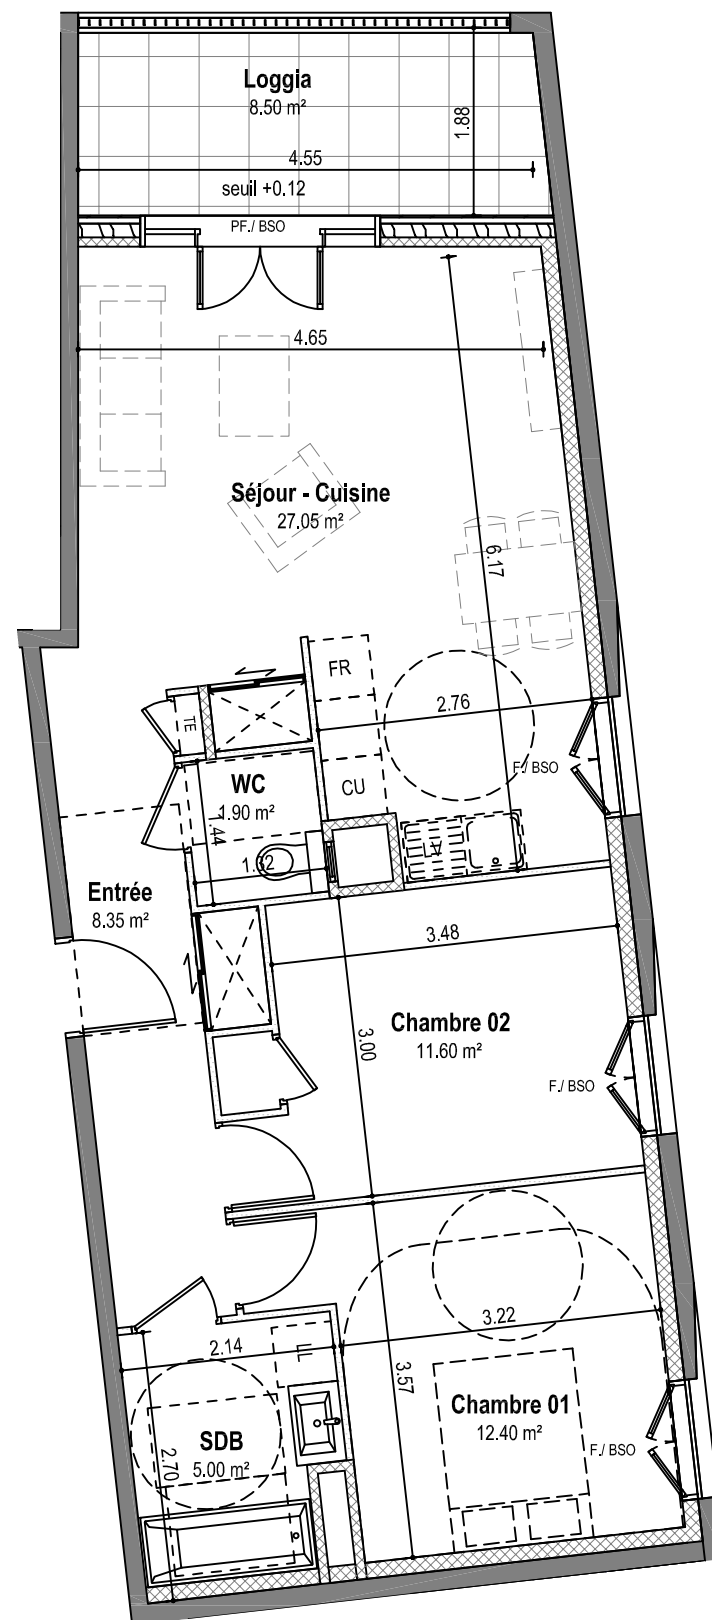 Loggia
8.50 m²
1.88
4.55
seuil +0.12
PF./ BSO
4.65
Séjour - Cuisine
27.05 m²
6.17
FR
TE
2.76
F./ BSO
WC
1.90 m²
CU
1.44
LV
1.32
Entrée
8.35 m²
3.48
Chambre 02
11.60 m²
3.00
F./ BSO
3.22
2.14
LL
3.57
Chambre 01
12.40 m²
SDB
5.00 m²
2.70
F./ BSO